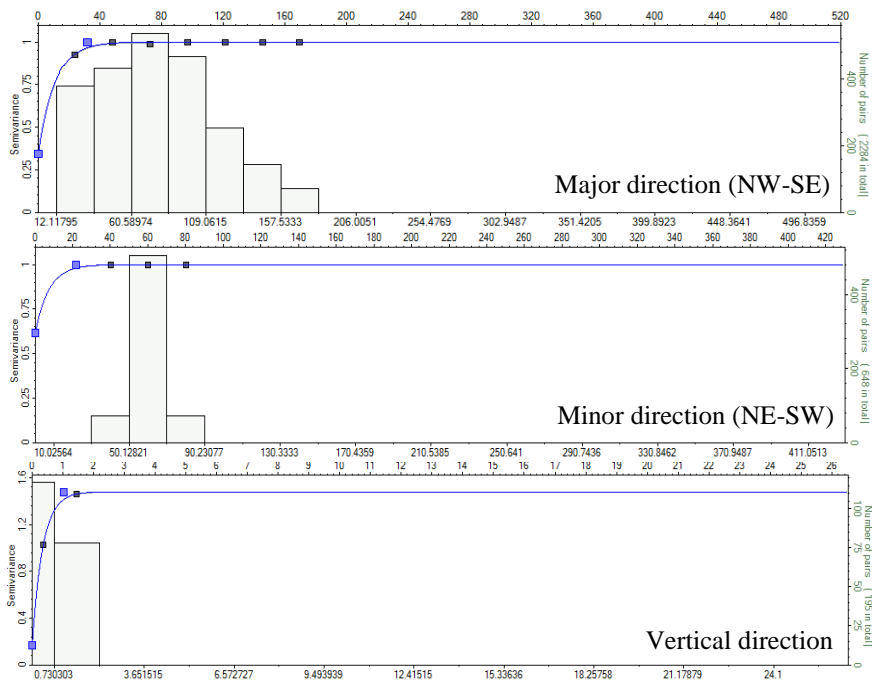 0 40 80 120 160 200 240 280 320 360 400 440 480 520
1
0.75
Semivariance
0.5
0.25
0
Number of pairs [ 2284 in total]
400
200
0
Major direction (NW-SE)
12.11795 60.58974 109.0615 157.5333 206.0051 254.4769 302.9487 351.4205 399.8923 448.3641 496.8359
0 20 40 60 80 100 120 140 160 180 200 220 240 260 280 300 320 340 360 380 400 420
1
0.75
Semivariance
0.5
0.25
0
Number of pairs [ 648 in total]
400
200
0
Minor direction (NE-SW)
10.02564 50.12821 90.23077 130.3333 170.4359 210.5385 250.641 290.7436 330.8462 370.9487 411.0513
0 1 2 3 4 5 6 7 8 9 10 11 12 13 14 15 16 17 18 19 20 21 22 23 24 25 26
1.6
1.2
Semivariance
0.8
0.4
0
Number of pairs [ 195 in total]
100
75
50
25
0
Vertical direction
0.730303 3.651515 6.572727 9.493939 12.41515 15.33636 18.25758 21.17879 24.1